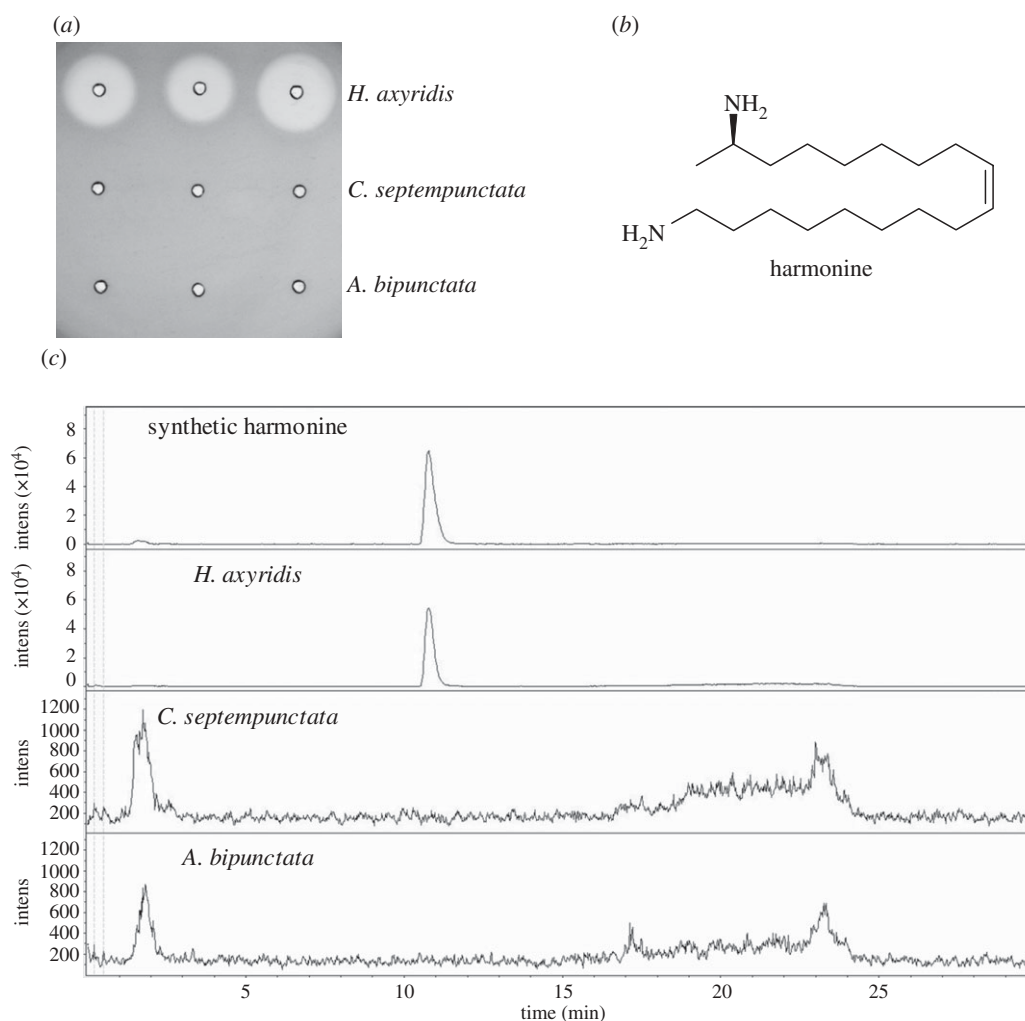 (a)
H. axyridis
C. septempunctata
A. bipunctata
(b)
NH₂
H₂N
harmonine
(c)
synthetic harmonine
8
6
4
2
0
intens (×10⁴)
H. axyridis
8
6
4
2
0
intens (×10⁴)
C. septempunctata
1200
1000
800
600
400
200
intens
A. bipunctata
1200
1000
800
600
400
200
intens
5 10 15 20 25
time (min)